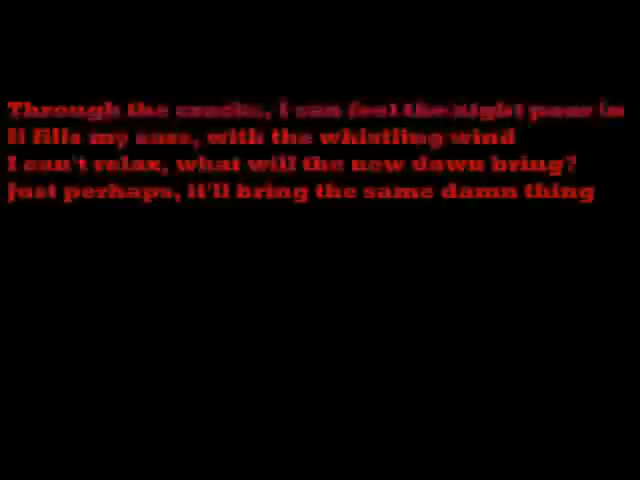 Through the cracks, I can feel the night pour in
It fills my ears, with the whistling wind
I can't relax, what will the new dawn bring?
Just perhaps, it'll bring the same damn thing